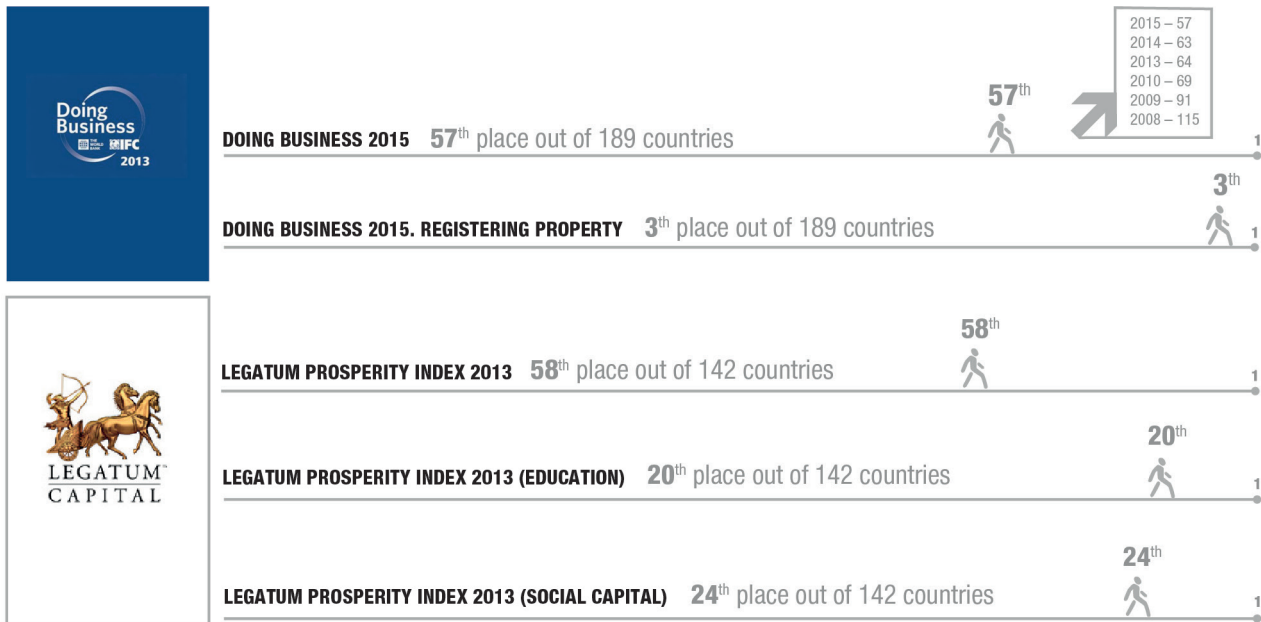 Doing
Business
THE WORLD BANK IFC
2013
2015 – 57
2014 – 63
2013 – 64
2010 – 69
2009 – 91
2008 – 115
57th
DOING BUSINESS 2015 57th place out of 189 countries
1
3th
DOING BUSINESS 2015. REGISTERING PROPERTY 3th place out of 189 countries
1
LEGATUM™
CAPITAL
58th
LEGATUM PROSPERITY INDEX 2013 58th place out of 142 countries
1
20th
LEGATUM PROSPERITY INDEX 2013 (EDUCATION) 20th place out of 142 countries
1
24th
LEGATUM PROSPERITY INDEX 2013 (SOCIAL CAPITAL) 24th place out of 142 countries
1